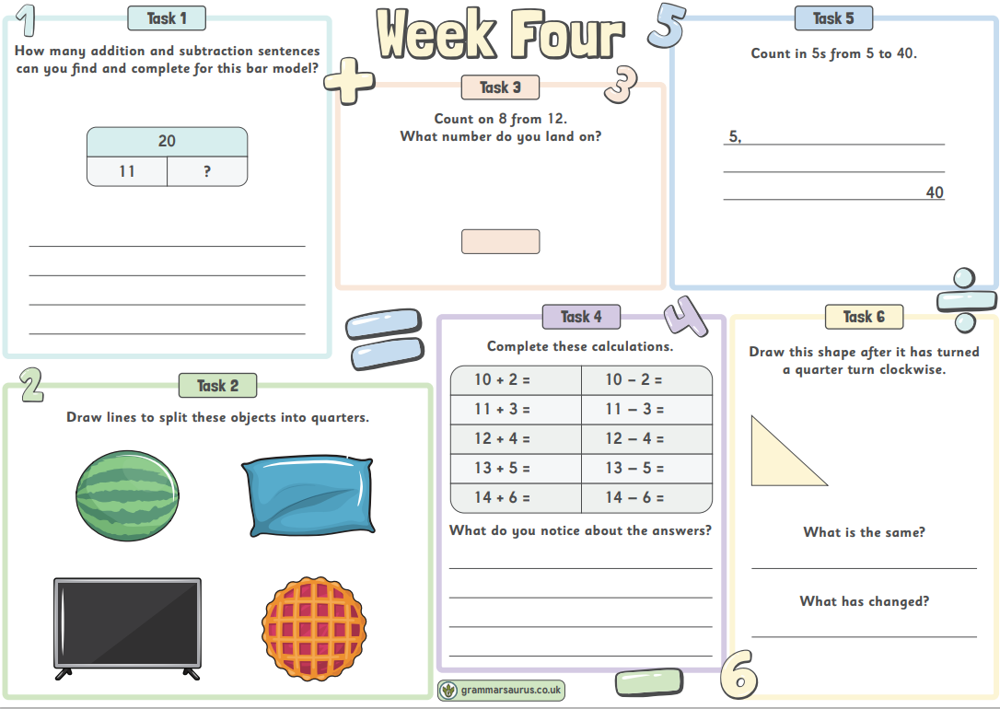 Week Four
1
Task 1
How many addition and subtraction sentences
can you find and complete for this bar model?
20
11 ?
2
Task 2
Draw lines to split these objects into quarters.
+
3
Task 3
Count on 8 from 12.
What number do you land on?
=
4
Task 4
Complete these calculations.
10 + 2 = 10 – 2 =
11 + 3 = 11 – 3 =
12 + 4 = 12 – 4 =
13 + 5 = 13 – 5 =
14 + 6 = 14 – 6 =
What do you notice about the answers?
5
Task 5
Count in 5s from 5 to 40.
5,
40
÷
6
Task 6
Draw this shape after it has turned
a quarter turn clockwise.
What is the same?
What has changed?
grammarsaurus.co.uk